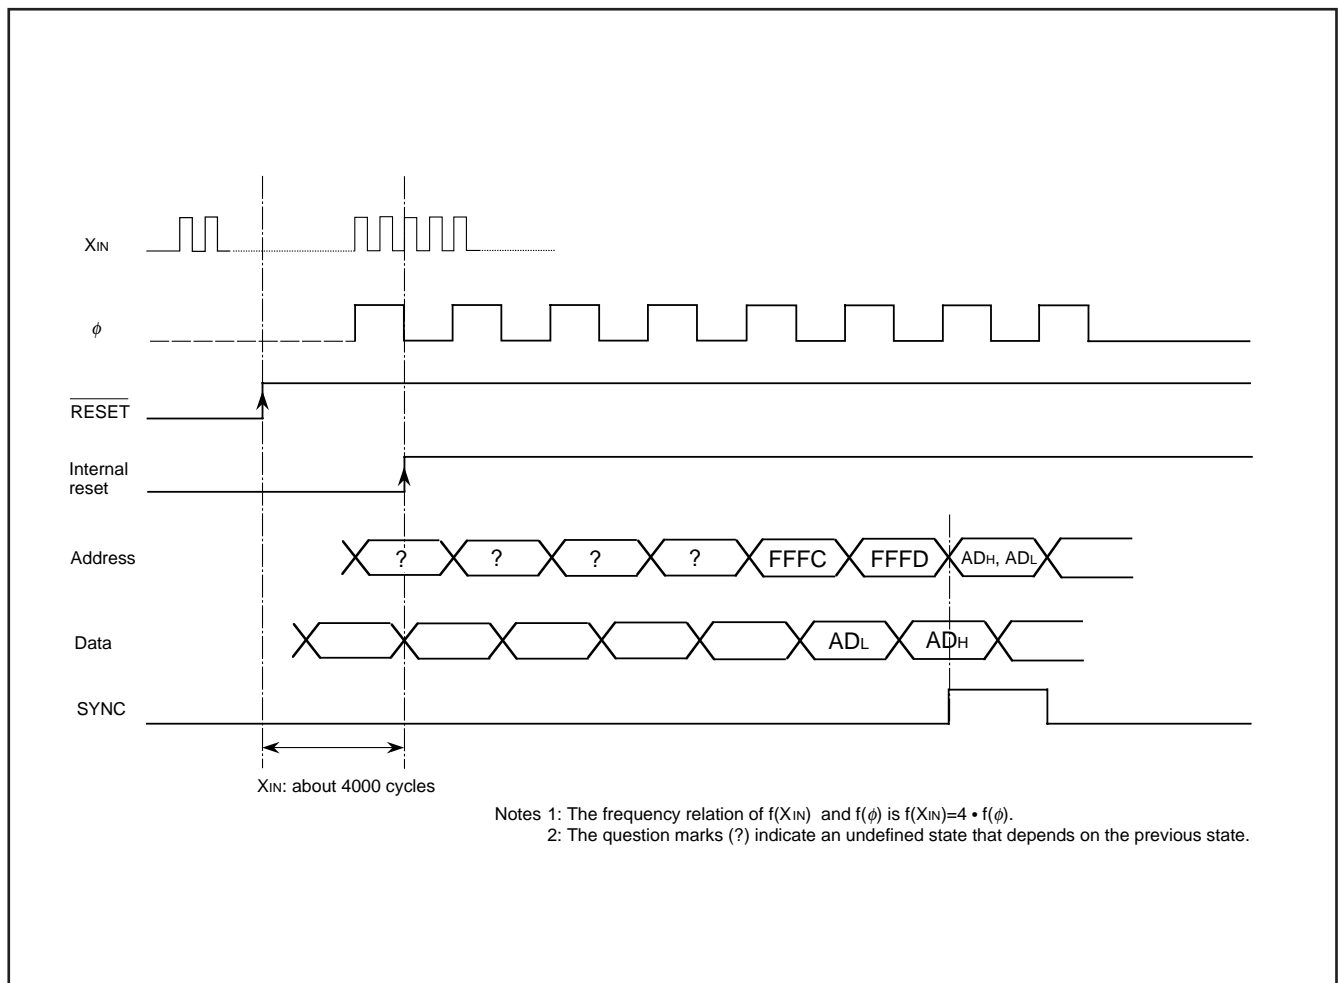 XIN
ϕ
RESET
Internal
reset
Address ? ? ? ? FFFC FFFD ADH, ADL
Data ADL ADH
SYNC
XIN: about 4000 cycles
Notes 1: The frequency relation of f(XIN) and f(ϕ) is f(XIN)=4 • f(ϕ).
2: The question marks (?) indicate an undefined state that depends on the previous state.